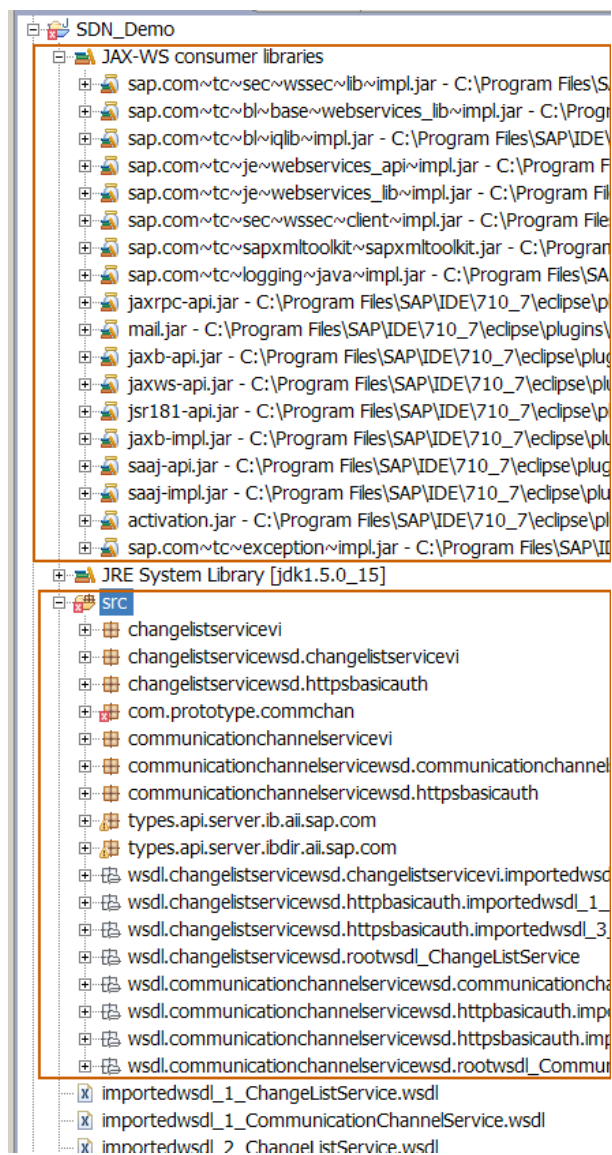 SDN_Demo
JAX-WS consumer libraries
sap.com~tc~sec~wssec~lib~impl.jar - C:\Program Files\S
sap.com~tc~bl~base~webservices_lib~impl.jar - C:\Progr
sap.com~tc~bl~iqlib~impl.jar - C:\Program Files\SAP\IDE\
sap.com~tc~je~webservices_api~impl.jar - C:\Program F
sap.com~tc~je~webservices_lib~impl.jar - C:\Program Fil
sap.com~tc~sec~wssec~client~impl.jar - C:\Program File
sap.com~tc~sapxmltoolkit~sapxmltoolkit.jar - C:\Program
sap.com~tc~logging~java~impl.jar - C:\Program Files\SA
jaxrpc-api.jar - C:\Program Files\SAP\IDE\710_7\eclipse\p
mail.jar - C:\Program Files\SAP\IDE\710_7\eclipse\plugins\
jaxb-api.jar - C:\Program Files\SAP\IDE\710_7\eclipse\plug
jaxws-api.jar - C:\Program Files\SAP\IDE\710_7\eclipse\plu
jsr181-api.jar - C:\Program Files\SAP\IDE\710_7\eclipse\p
jaxb-impl.jar - C:\Program Files\SAP\IDE\710_7\eclipse\plu
saaj-api.jar - C:\Program Files\SAP\IDE\710_7\eclipse\plug
saaj-impl.jar - C:\Program Files\SAP\IDE\710_7\eclipse\plu
activation.jar - C:\Program Files\SAP\IDE\710_7\eclipse\pl
sap.com~tc~exception~impl.jar - C:\Program Files\SAP\ID
JRE System Library [jdk1.5.0_15]
src
changelistservicevi
changelistservicewsd.changelistservicevi
changelistservicewsd.httpsbasicauth
com.prototype.commchan
communicationchannelservicevi
communicationchannelservicewsd.communicationchannel
communicationchannelservicewsd.httpsbasicauth
types.api.server.ib.aii.sap.com
types.api.server.ibdir.aii.sap.com
wsdl.changelistservicewsd.changelistservicevi.importedwsd
wsdl.changelistservicewsd.httpbasicauth.importedwsdl_1_
wsdl.changelistservicewsd.httpsbasicauth.importedwsdl_3_
wsdl.changelistservicewsd.rootwsdl_ChangeListService
wsdl.communicationchannelservicewsd.communicationcha
wsdl.communicationchannelservicewsd.httpbasicauth.impo
wsdl.communicationchannelservicewsd.httpsbasicauth.imp
wsdl.communicationchannelservicewsd.rootwsdl_Commun
importedwsdl_1_ChangeListService.wsdl
importedwsdl_1_CommunicationChannelService.wsdl
importedwsdl_2_ChangeListService.wsdl